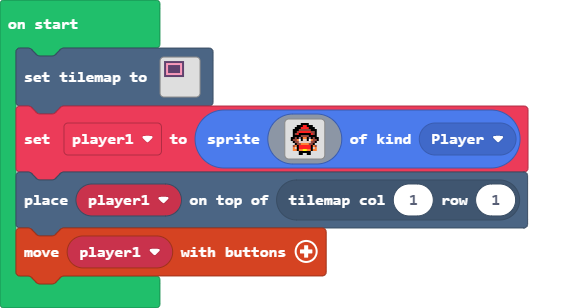 on start
set tilemap to
set player1 to sprite of kind Player
place player1 on top of tilemap col 1 row 1
move player1 with buttons